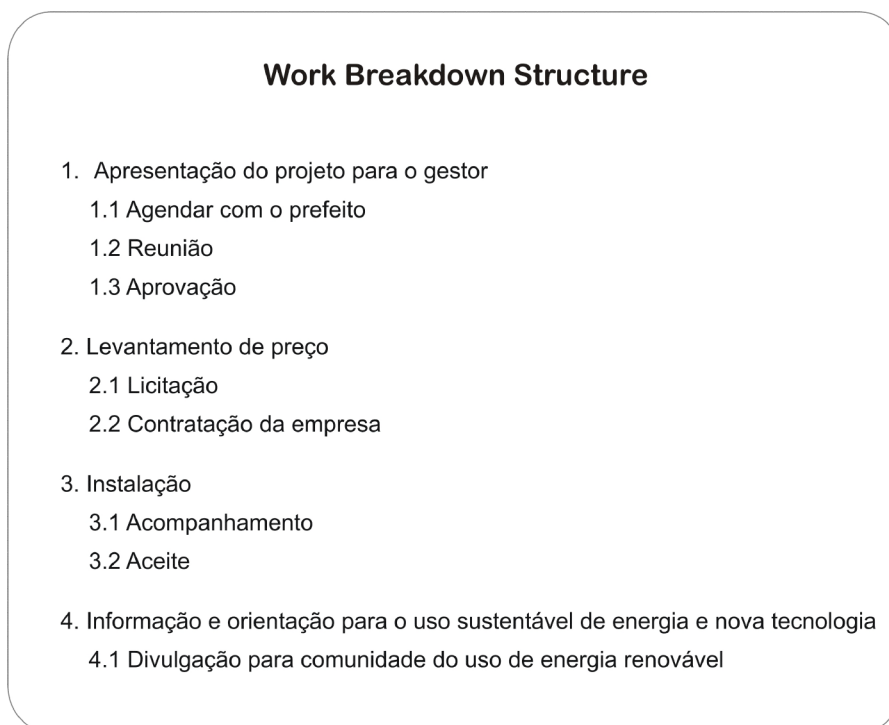 Work Breakdown Structure
1. Apresentação do projeto para o gestor
1.1 Agendar com o prefeito
1.2 Reunião
1.3 Aprovação
2. Levantamento de preço
2.1 Licitação
2.2 Contratação da empresa
3. Instalação
3.1 Acompanhamento
3.2 Aceite
4. Informação e orientação para o uso sustentável de energia e nova tecnologia
4.1 Divulgação para comunidade do uso de energia renovável